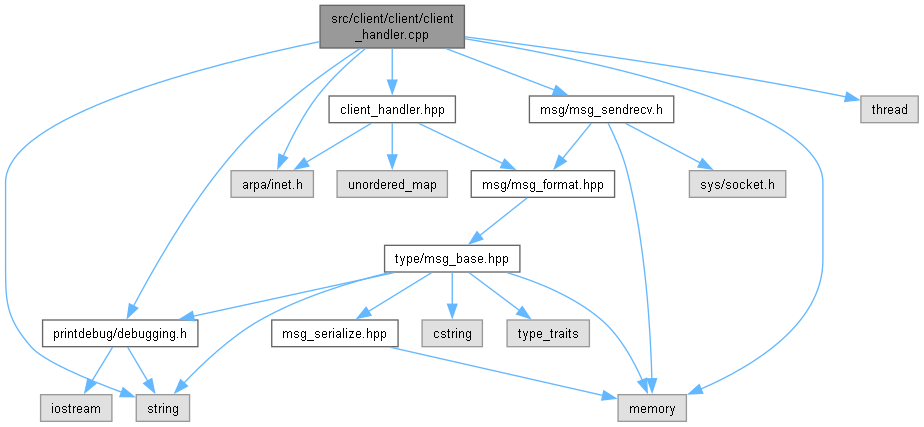 src/client/client/client
_handler.cpp
client_handler.hpp
msg/msg_sendrecv.h
thread
arpa/inet.h
unordered_map
msg/msg_format.hpp
sys/socket.h
type/msg_base.hpp
printdebug/debugging.h
msg_serialize.hpp
cstring
type_traits
iostream
string
memory